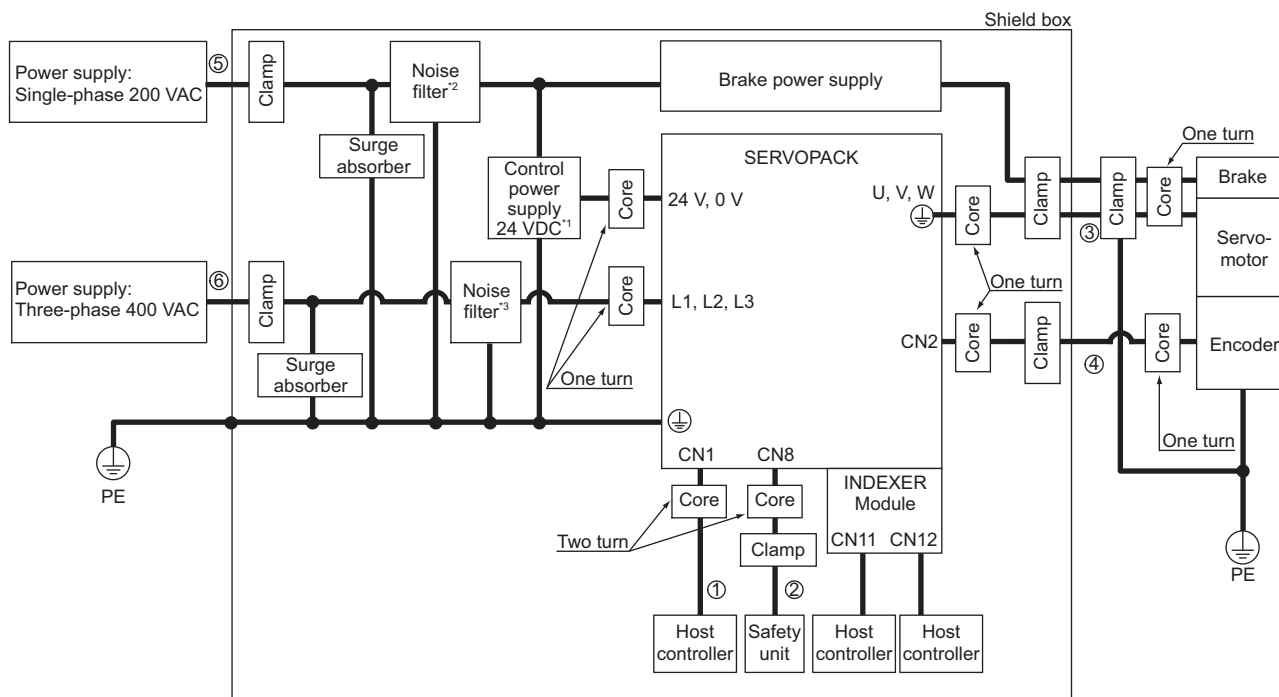 Shield box
Power supply:
Single-phase 200 VAC
⑤
Clamp
Noise
filter*2
Brake power supply
Surge
absorber
Control
power
supply
24 VDC*1
Core
SERVOPACK
24 V, 0 V
U, V, W
Core
Clamp
Clamp
③
One turn
Core
Brake
Servo-
motor
Power supply:
Three-phase 400 VAC
⑥
Clamp
Noise
filter*3
Core
L1, L2, L3
One turn
Surge
absorber
One turn
CN2
Core
Clamp
④
Core
Encoder
One turn
PE
CN1
CN8
Core
Core
Two turn
Clamp
INDEXER
Module
CN11
CN12
①
②
Host
controller
Safety
unit
Host
controller
Host
controller
PE